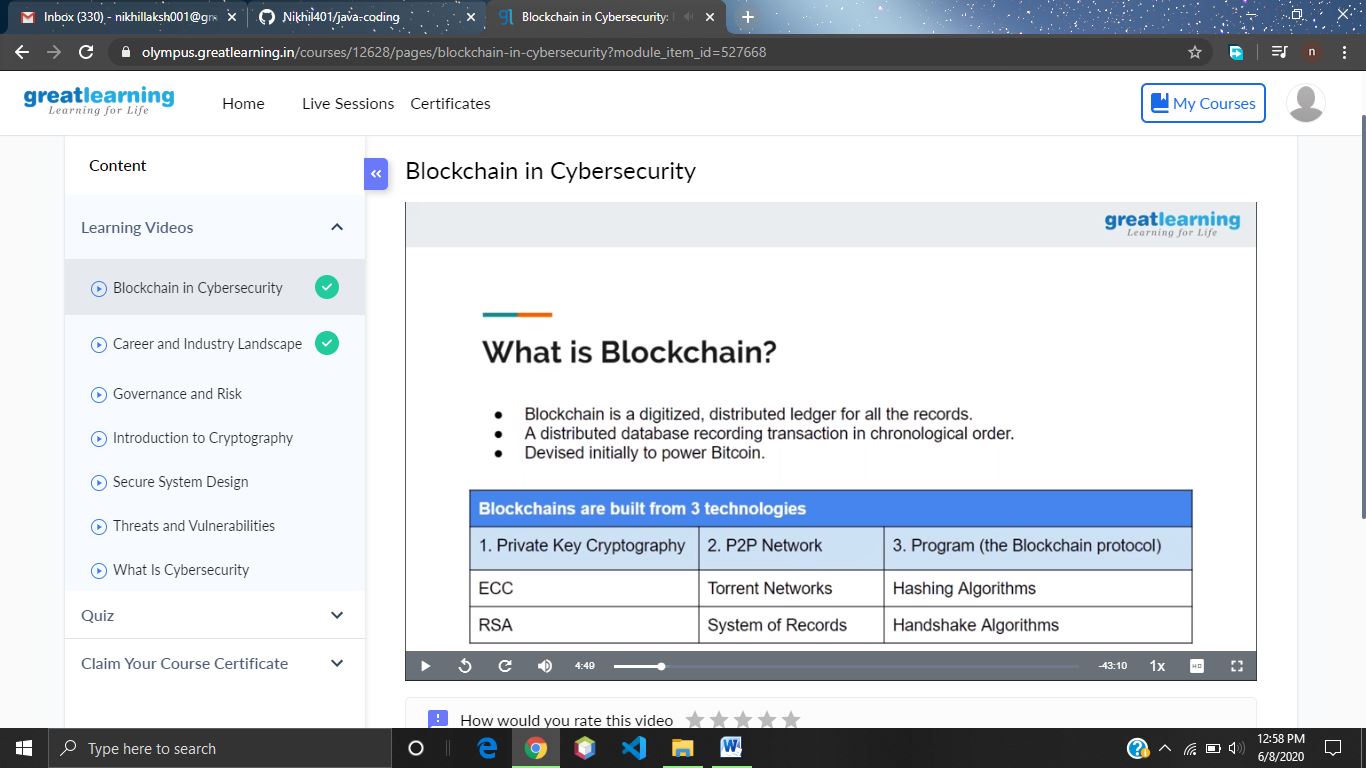 Inbox (330) - nikhillaksh001@gm
Nikhil401/java-coding
Blockchain in Cybersecurity:
olympus.greatlearning.in/courses/12628/pages/blockchain-in-cybersecurity?module_item_id=527668
n
greatlearning
Learning for Life
Home
Live Sessions
Certificates
My Courses
Content
Learning Videos
Blockchain in Cybersecurity
Career and Industry Landscape
Governance and Risk
Introduction to Cryptography
Secure System Design
Threats and Vulnerabilities
What Is Cybersecurity
Quiz
Claim Your Course Certificate
Blockchain in Cybersecurity
greatlearning
Learning for Life
What is Blockchain?
● Blockchain is a digitized, distributed ledger for all the records.
● A distributed database recording transaction in chronological order.
● Devised initially to power Bitcoin.
Blockchains are built from 3 technologies
1. Private Key Cryptography 2. P2P Network 3. Program (the Blockchain protocol)
ECC Torrent Networks Hashing Algorithms
RSA System of Records Handshake Algorithms
4:49
-43:10
1x
HD
How would you rate this video
Type here to search
12:58 PM
6/8/2020